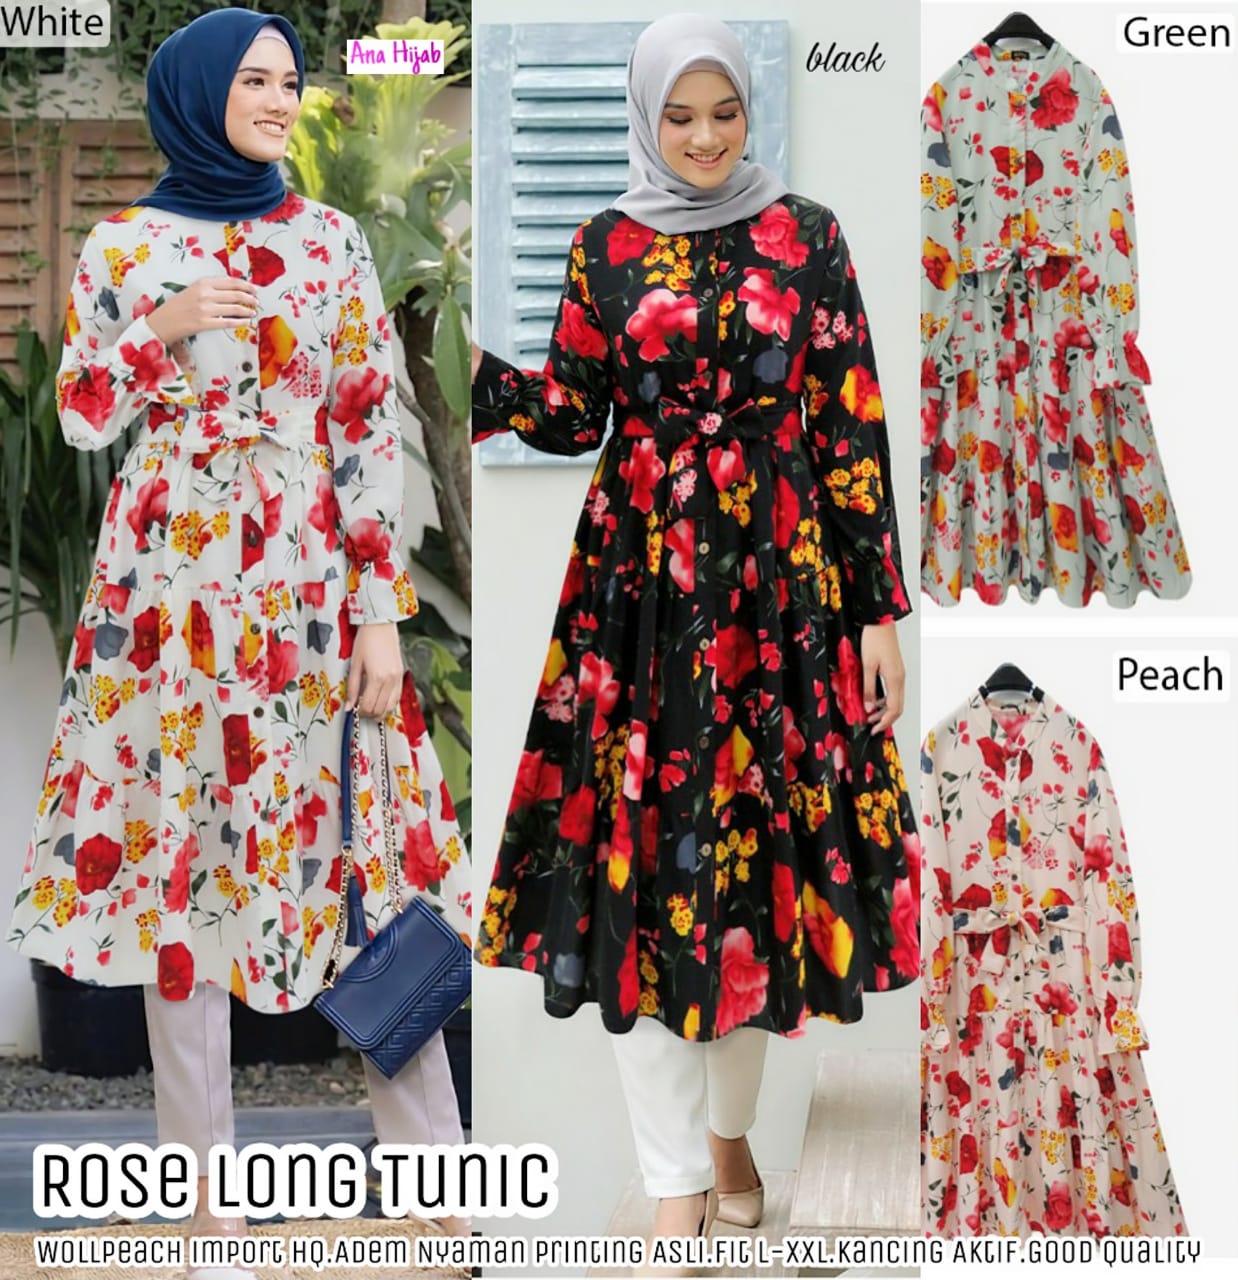 White
Ana Hijab
black
Green
Peach
Rose Long Tunic
Wollpeach Import HQ.Adem Nyaman Printing Asli.Fit L-XXL.Kancing Aktif.Good Quality